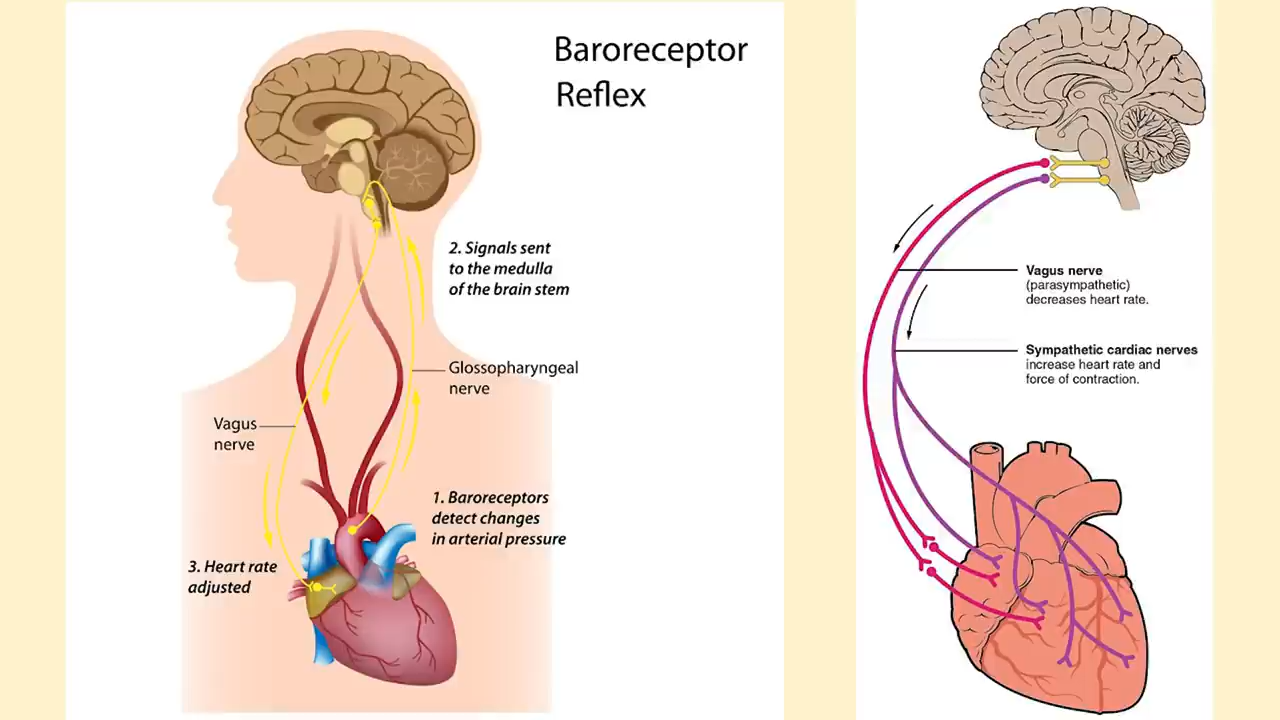 Baroreceptor
Reflex
2. Signals sent
to the medulla
of the brain stem
Glossopharyngeal
nerve
Vagus
nerve
1. Baroreceptors
detect changes
in arterial pressure
3. Heart rate
adjusted
Vagus nerve
(parasympathetic)
decreases heart rate.
Sympathetic cardiac nerves
increase heart rate and
force of contraction.